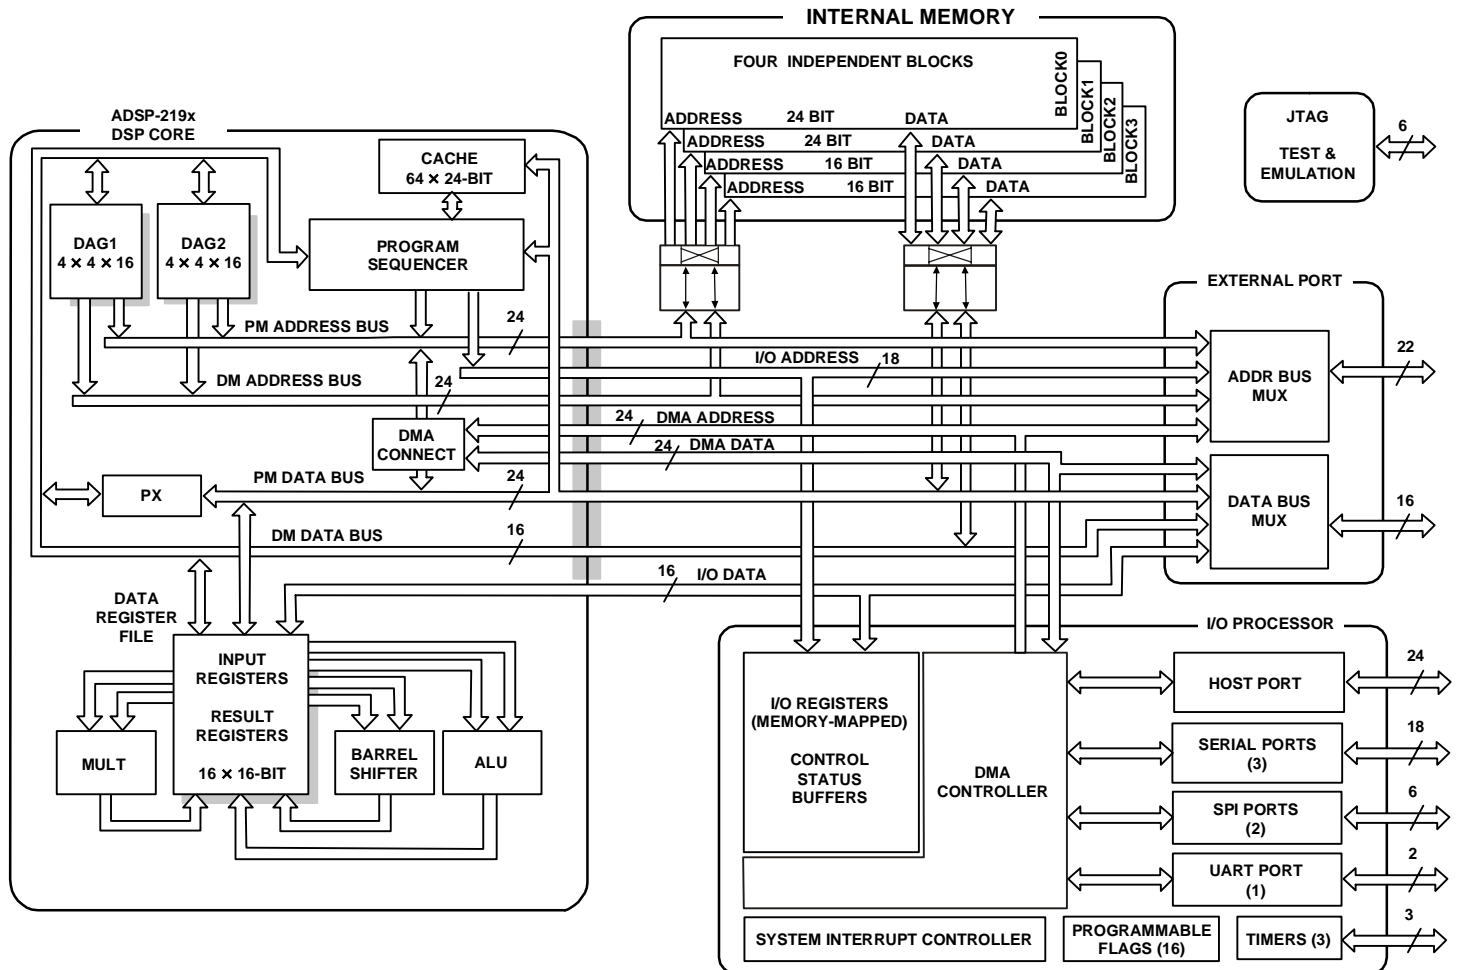 INTERNAL MEMORY
FOUR INDEPENDENT BLOCKS
BLOCK0
BLOCK1
BLOCK2
BLOCK3
ADDRESS 24 BIT DATA
ADDRESS 24 BIT DATA
ADDRESS 16 BIT DATA
ADDRESS 16 BIT DATA
JTAG
TEST &
EMULATION
6
ADSP-219x
DSP CORE
CACHE
64 × 24-BIT
DAG1
4 × 4 × 16
DAG2
4 × 4 × 16
PROGRAM
SEQUENCER
PM ADDRESS BUS
24
I/O ADDRESS
18
DM ADDRESS BUS
24
DMA
CONNECT
24
DMA ADDRESS
24
DMA DATA
PX
PM DATA BUS
24
DM DATA BUS
16
16
I/O DATA
EXTERNAL PORT
ADDR BUS
MUX
22
DATA BUS
MUX
16
DATA
REGISTER
FILE
INPUT
REGISTERS
RESULT
REGISTERS
16 × 16-BIT
MULT
BARREL
SHIFTER
ALU
I/O PROCESSOR
I/O REGISTERS
(MEMORY-MAPPED)
CONTROL
STATUS
BUFFERS
DMA
CONTROLLER
HOST PORT
24
SERIAL PORTS
(3)
18
SPI PORTS
(2)
6
UART PORT
(1)
2
SYSTEM INTERRUPT CONTROLLER
PROGRAMMABLE
FLAGS (16)
TIMERS (3)
3